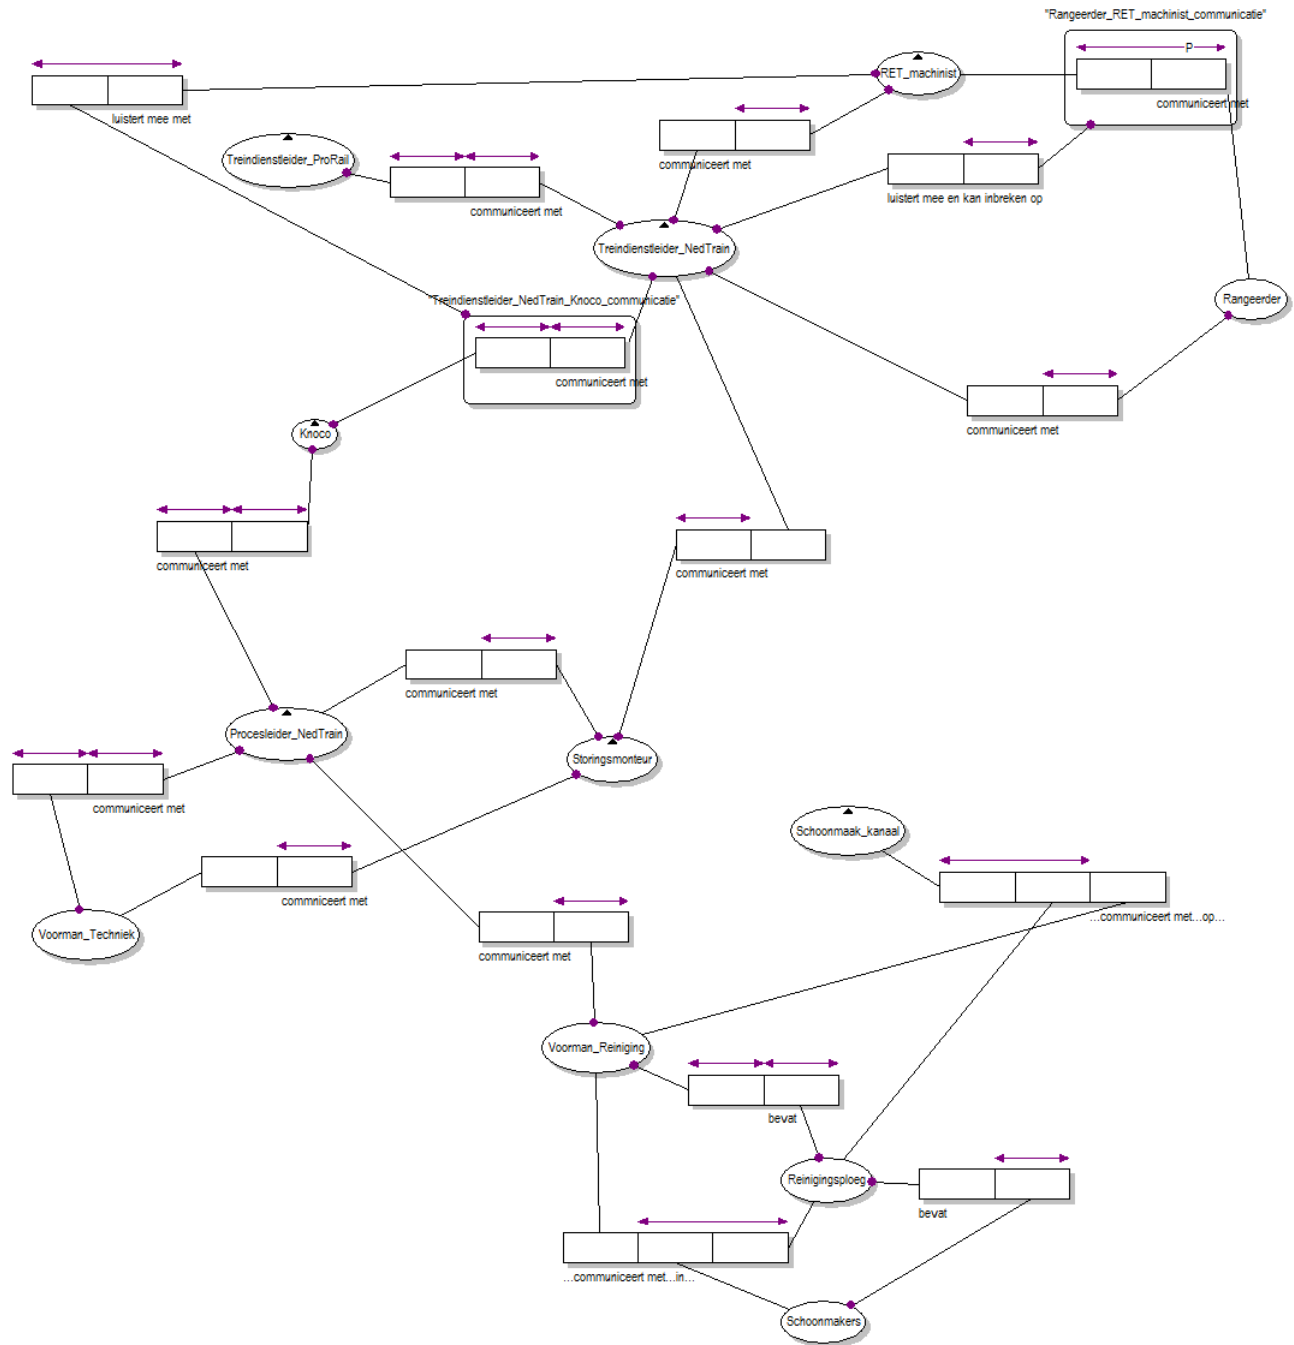 "Rangeerder_RET_machinist_communicatie"
P
RET_machinist
communiceert met
luistert mee met
Treindienstleider_ProRail
communiceert met
luistert mee en kan inbreken op
communiceert met
Treindienstleider_NedTrain
"Treindienstleider_NedTrain_Knoco_communicatie"
Rangeerder
communiceert met
communiceert met
Knoco
communiceert met
communiceert met
communiceert met
Procesleider_NedTrain
Storingsmonteur
communiceert met
Schoonmaak_kanaal
commniceert met
...communiceert met...op...
Voorman_Techniek
communiceert met
Voorman_Reiniging
bevat
Reinigingsploeg
bevat
...communiceert met...in...
Schoonmakers